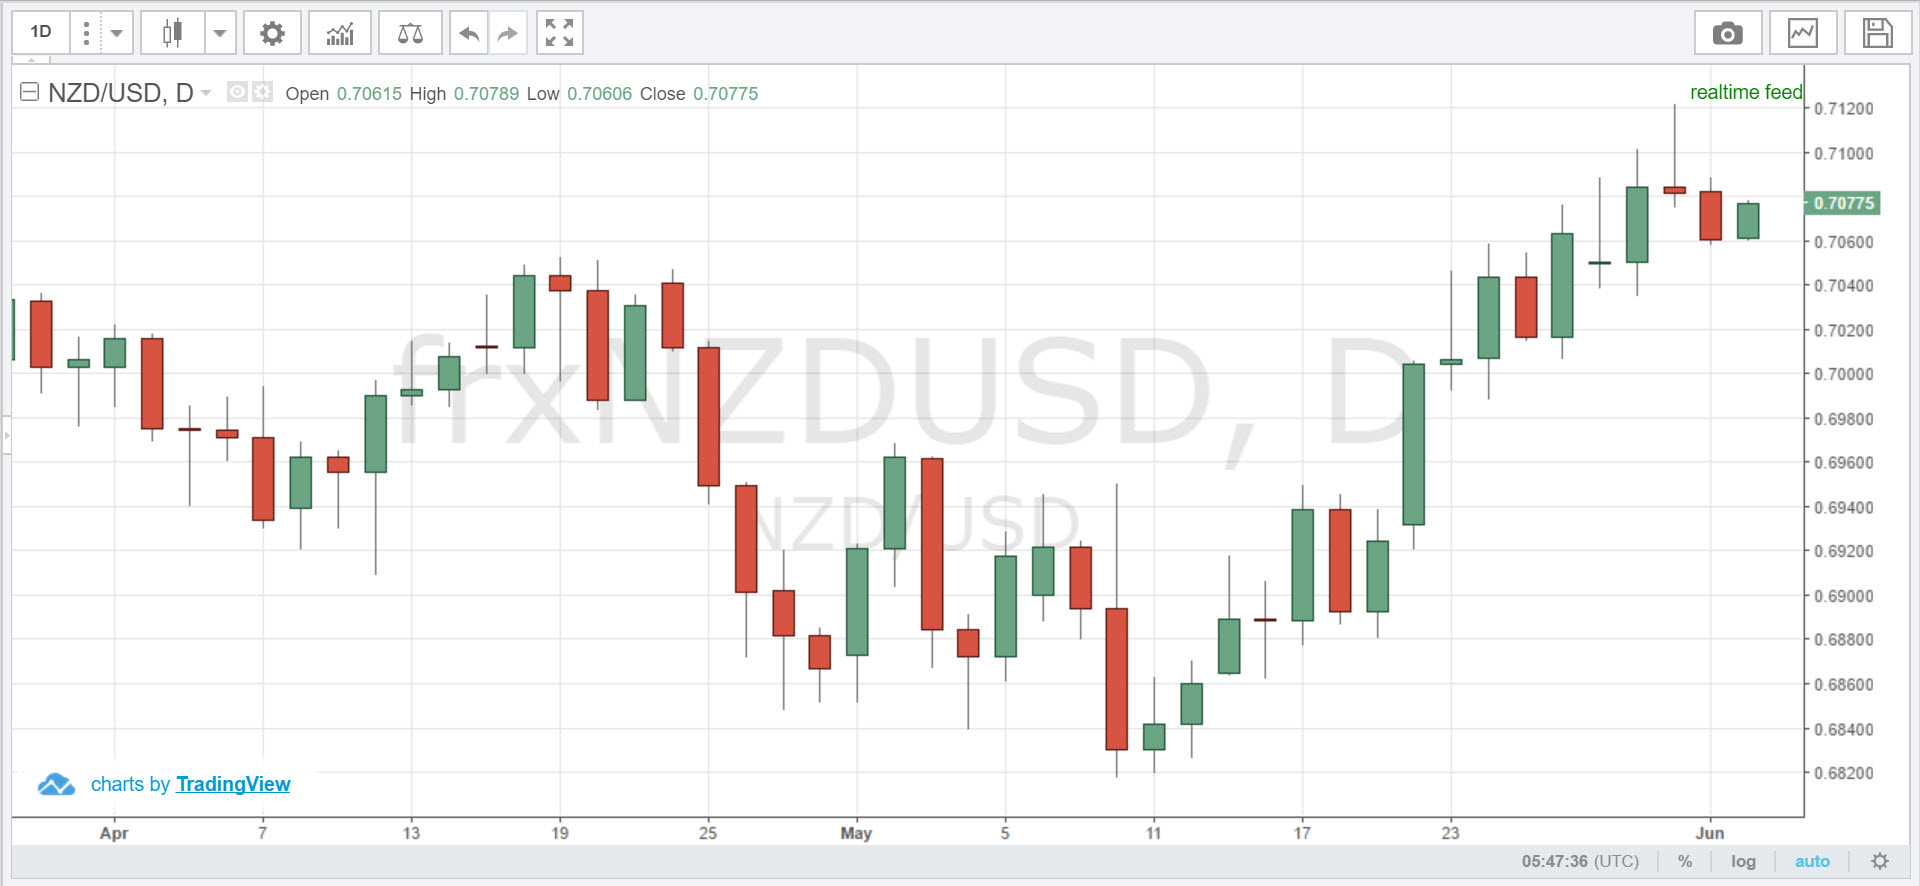 1D
NZD/USD, D Open 0.70615 High 0.70789 Low 0.70606 Close 0.70775
realtime feed
0.71200
0.71000
0.70775
0.70600
0.70400
0.70200
0.70000
0.69800
0.69600
0.69400
0.69200
0.69000
0.68800
0.68600
0.68400
0.68200
frxNZDUSD, D
NZD/USD
charts by TradingView
Apr 7 13 19 25 May 5 11 17 23 Jun
05:47:36 (UTC) % log auto